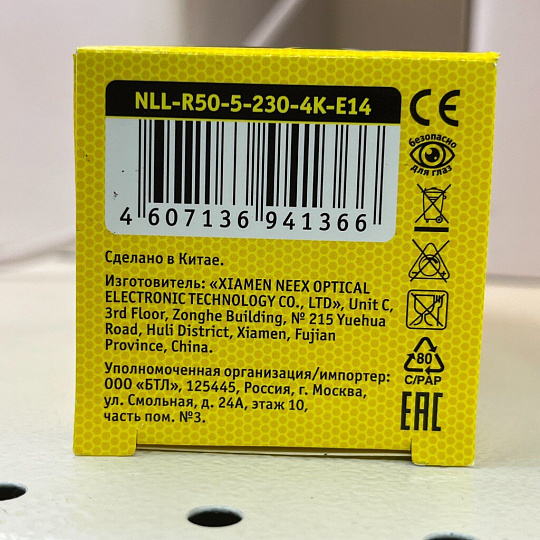 NLL-R50-5-230-4K-E14
4 607136 941366
CE
безопасно
для глаз
Сделано в Китае.
Изготовитель: «XIAMEN NEEX OPTICAL
ELECTRONIC TECHNOLOGY CO., LTD», Unit C,
3rd Floor, Zonghe Building, № 215 Yuehua
Road, Huli District, Xiamen, Fujian
Province, China.
Уполномоченная организация/импортер:
ООО «БТЛ», 125445, Россия, г. Москва,
ул. Смольная, д. 24А, этаж 10,
часть пом. №3.
80
C/PAP
EAC